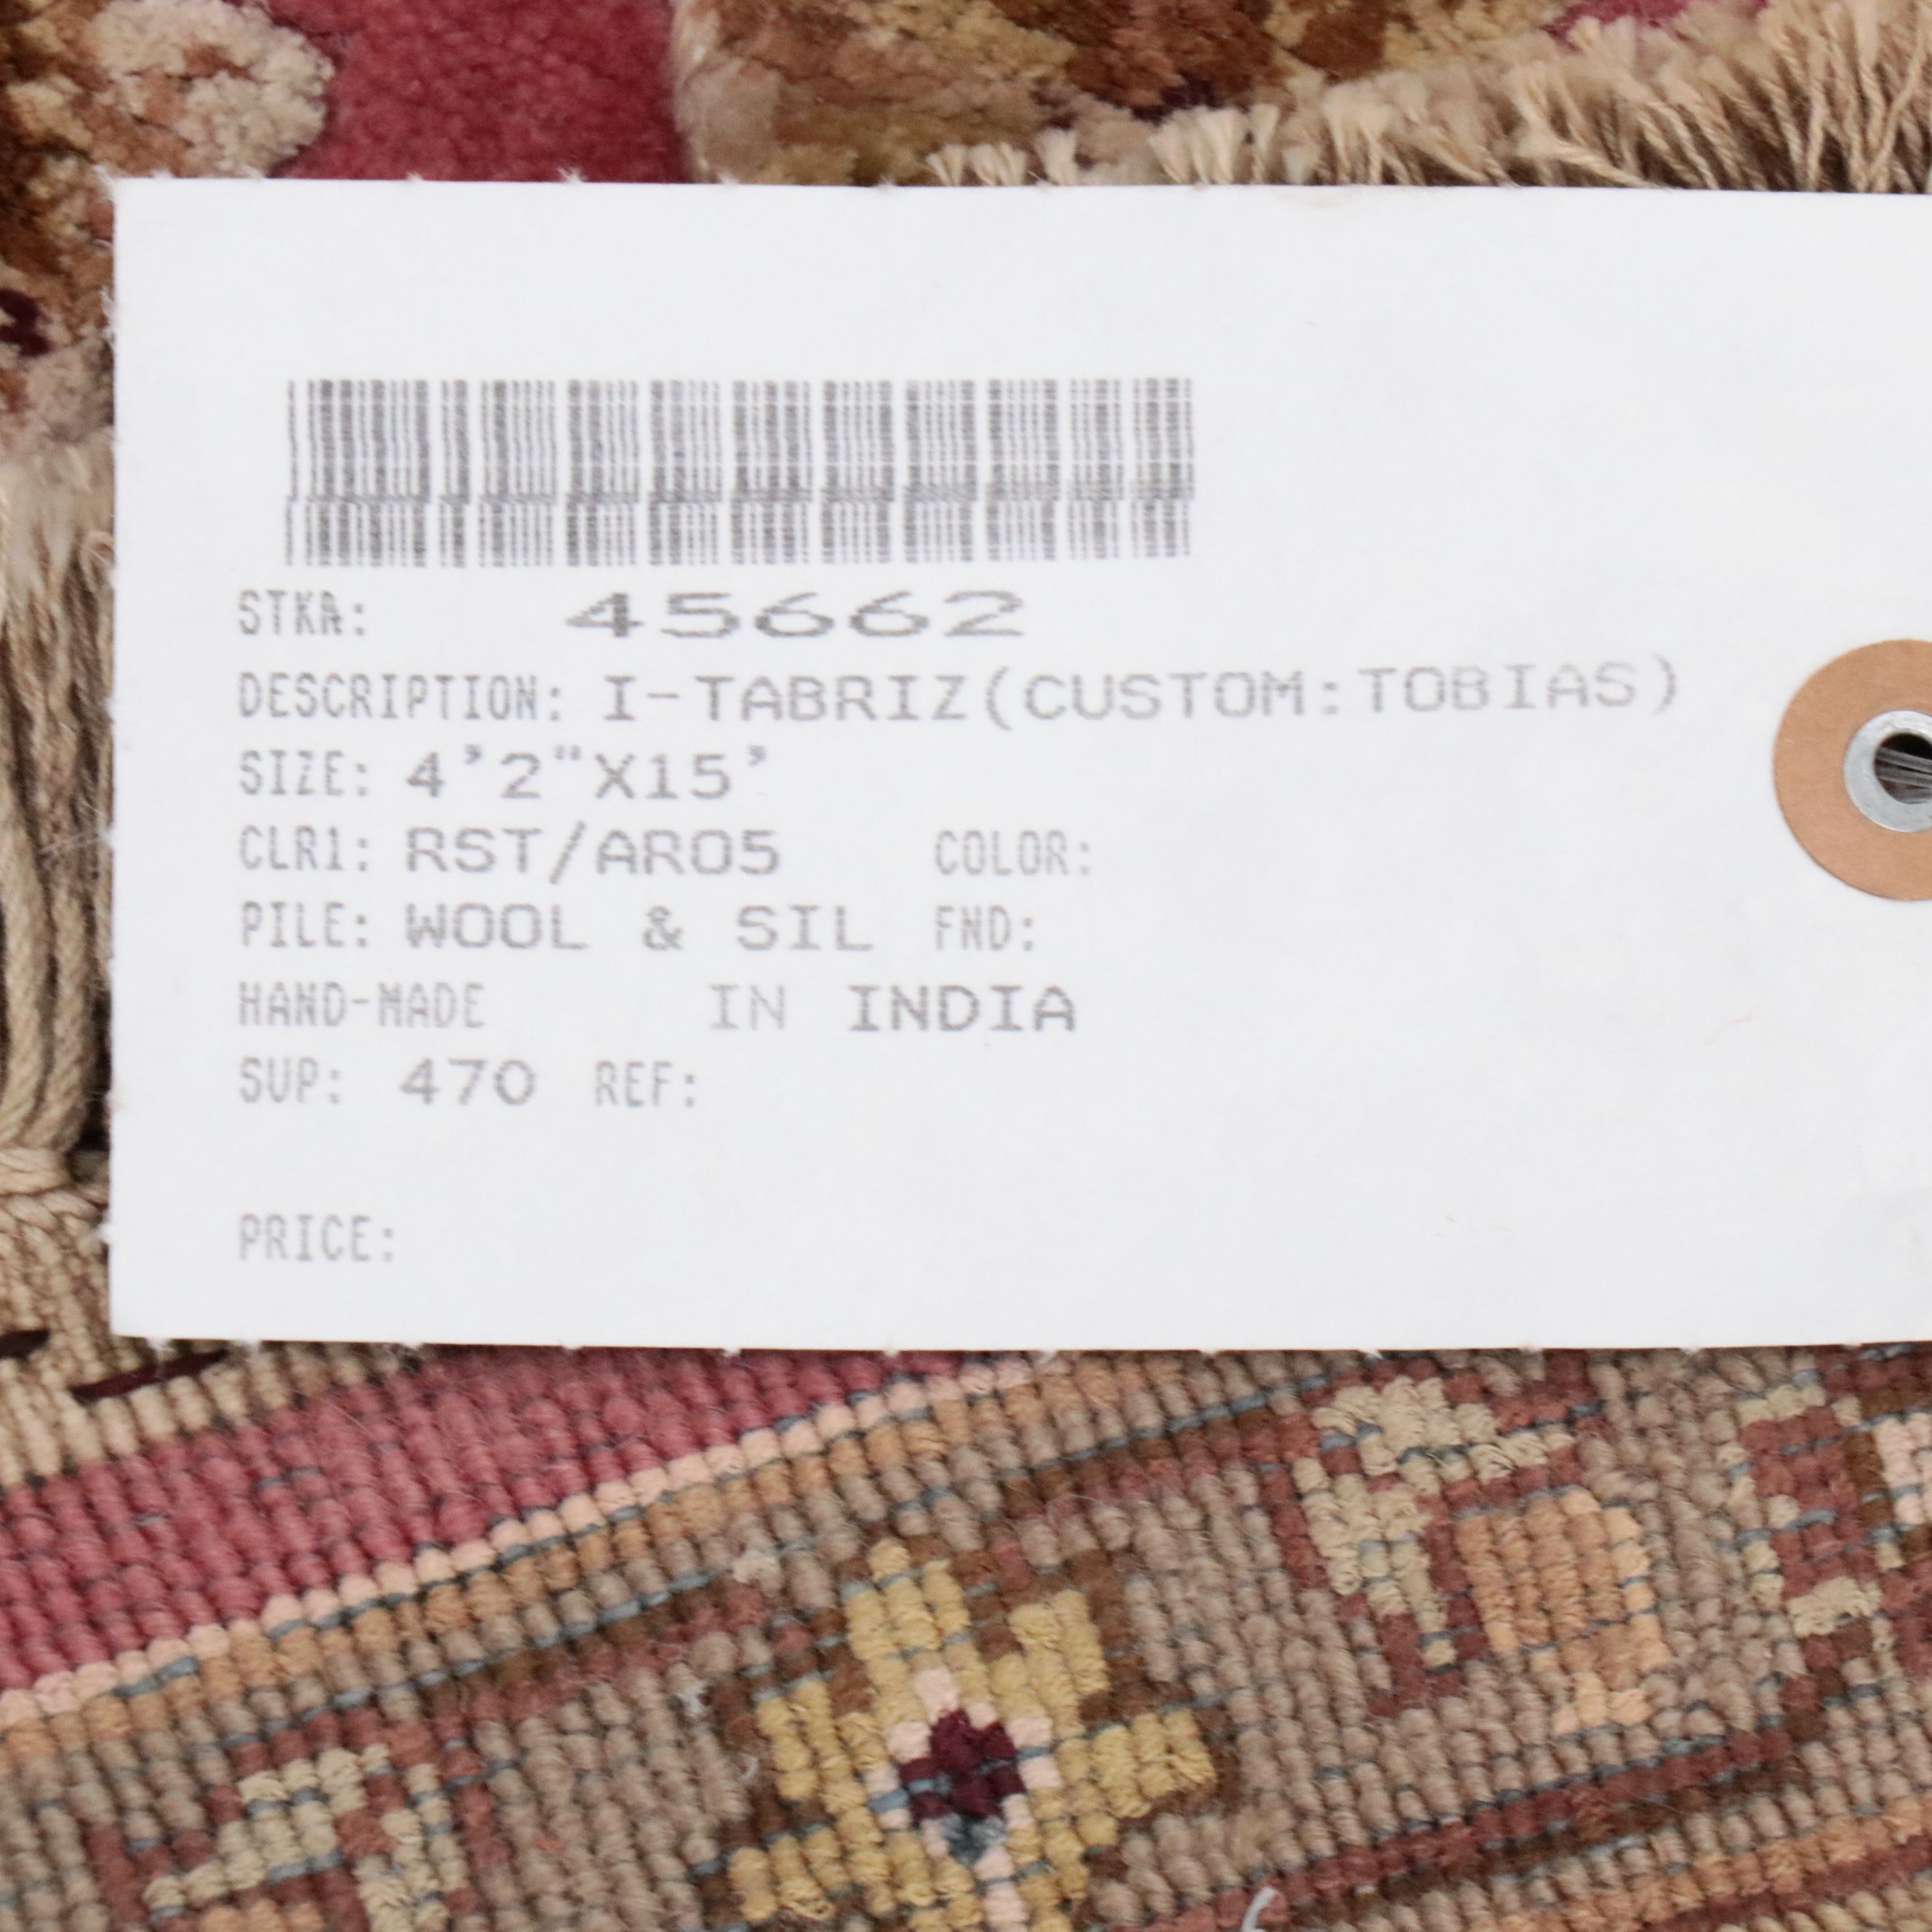 STK#: 45662
DESCRIPTION: I-TABRIZ(CUSTOM:TOBIAS)
SIZE: 4'2"X15'
CLR1: RST/AR05 COLOR:
PILE: WOOL & SIL FND:
HAND-MADE IN INDIA
SUP: 470 REF:
PRICE: